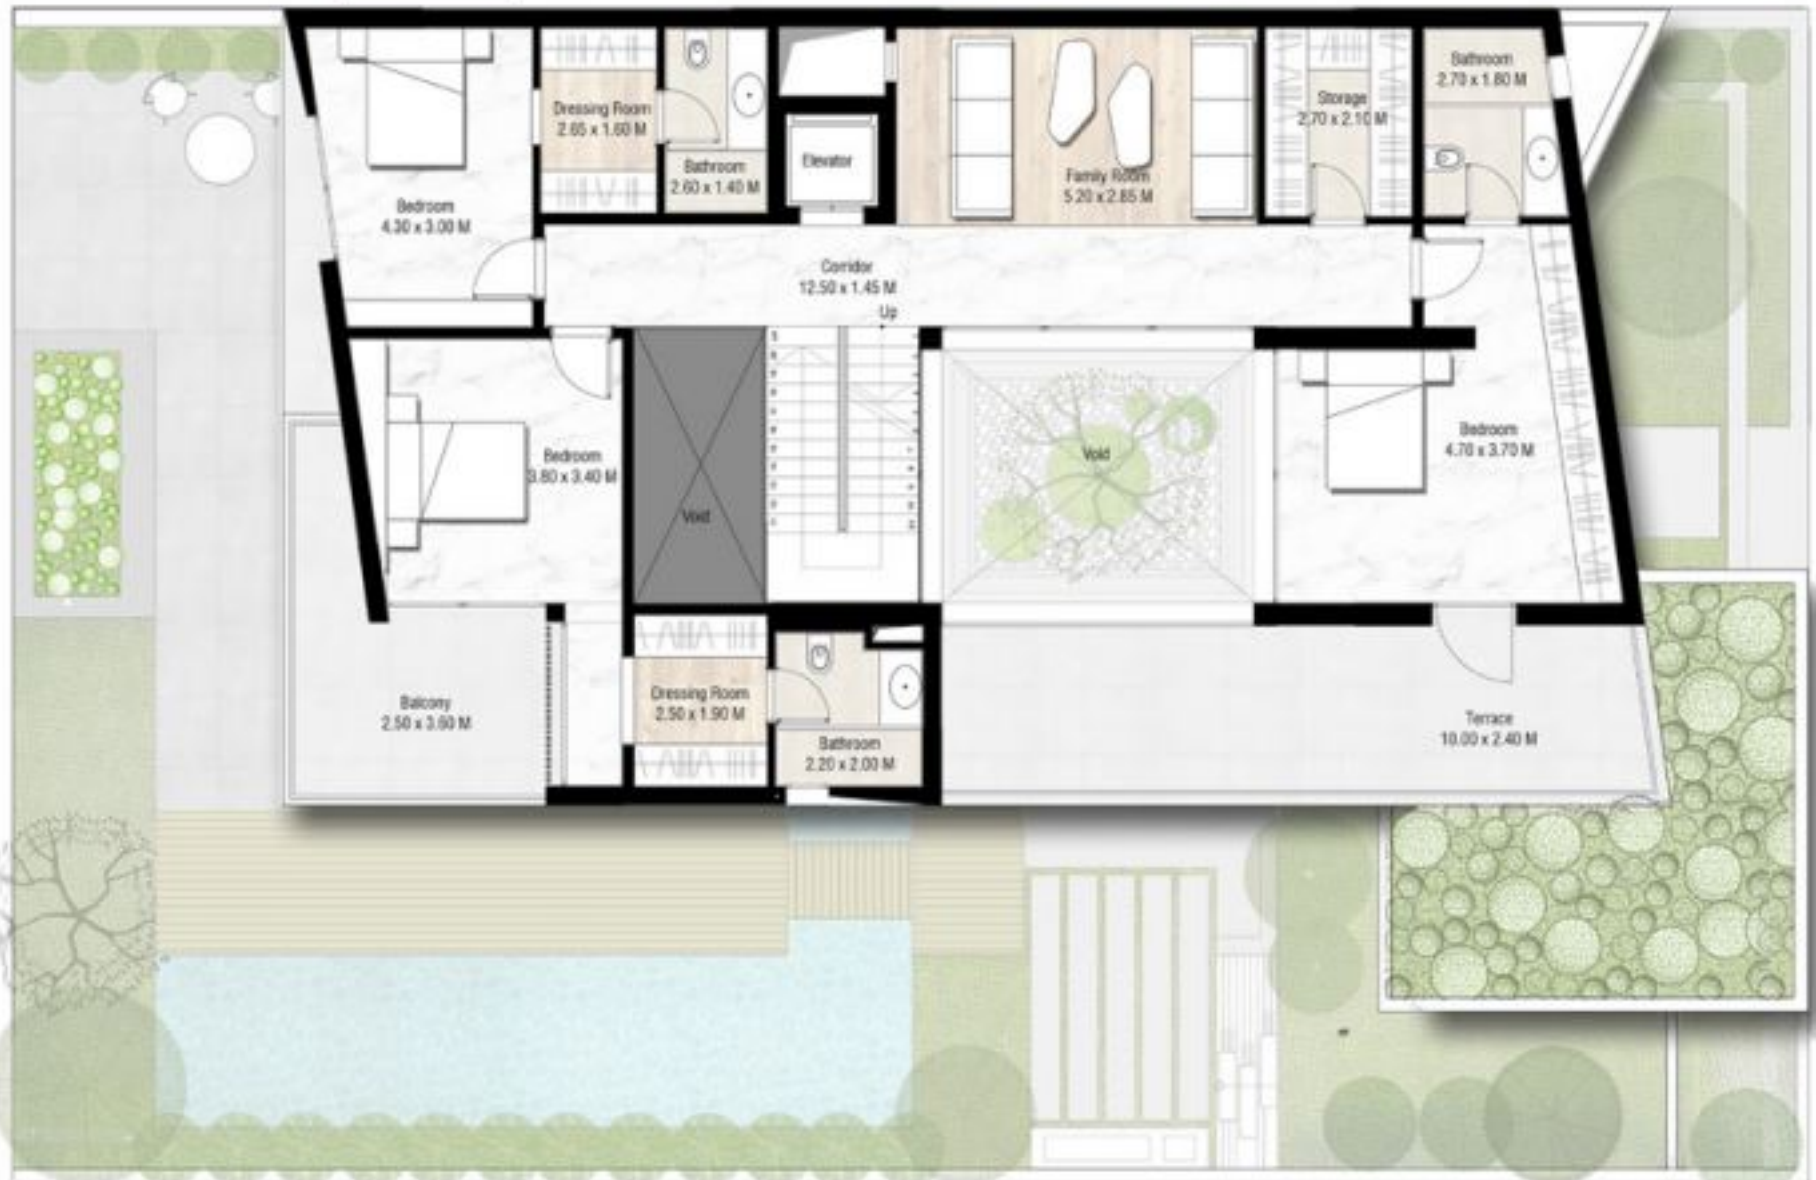 Bathroom
2.70 x 1.80 M
Dressing Room
2.65 x 1.60 M
Storage
2.70 x 2.10 M
Bathroom
2.60 x 1.40 M
Elevator
Family Room
5.20 x 2.85 M
Bedroom
4.30 x 3.00 M
Corridor
12.50 x 1.45 M
Up
Bedroom
4.70 x 3.70 M
Bedroom
3.80 x 3.40 M
Void
Void
Dressing Room
2.50 x 1.90 M
Balcony
2.50 x 3.60 M
Bathroom
2.20 x 2.00 M
Terrace
10.00 x 2.40 M